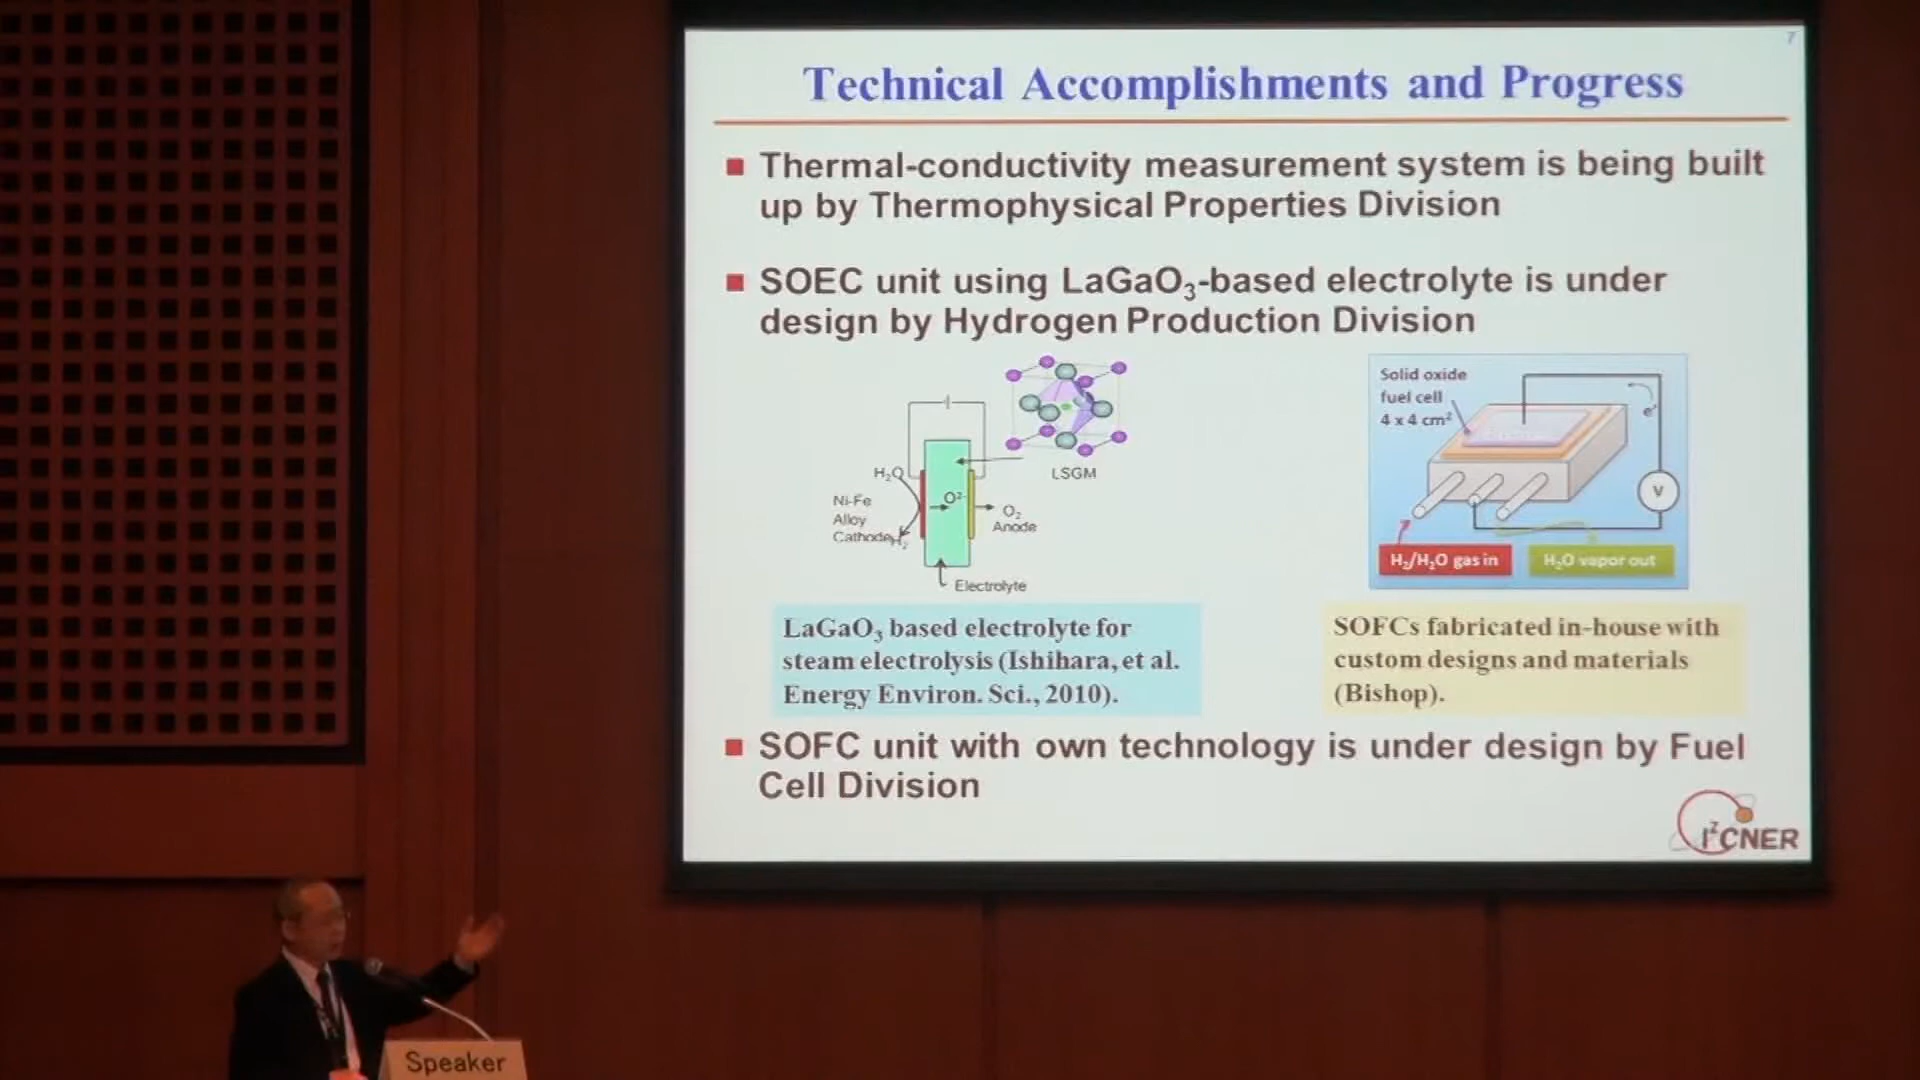 7
Technical Accomplishments and Progress
Thermal-conductivity measurement system is being built
up by Thermophysical Properties Division
SOEC unit using LaGaO₃-based electrolyte is under
design by Hydrogen Production Division
H₂O
Ni-Fe
Alloy
Cathode
H₂
O²⁻
O₂
Anode
LSGM
Electrolyte
Solid oxide
fuel cell
4 x 4 cm²
e⁻
V
H₂/H₂O gas in
H₂O vapor out
LaGaO₃ based electrolyte for
steam electrolysis (Ishihara, et al.
Energy Environ. Sci., 2010).
SOFCs fabricated in-house with
custom designs and materials
(Bishop).
SOFC unit with own technology is under design by Fuel
Cell Division
I²CNER
Speaker